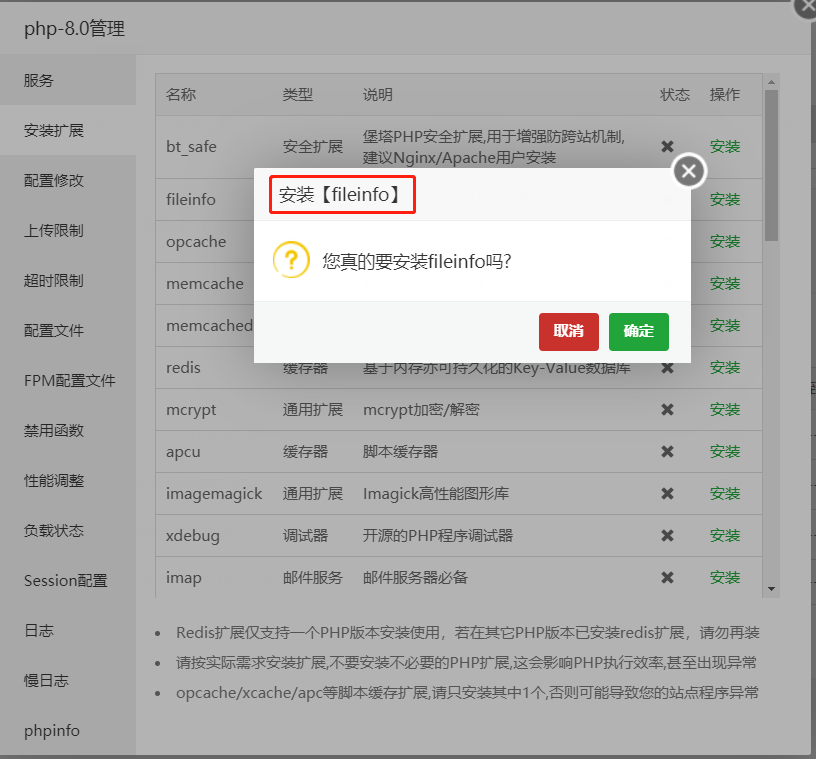 php-8.0管理
服务
安装扩展
配置修改
上传限制
超时限制
配置文件
FPM配置文件
禁用函数
性能调整
负载状态
Session配置
日志
慢日志
phpinfo
名称 类型 说明 状态 操作
bt_safe 安全扩展 堡塔PHP安全扩展,用于增强防跨站机制,
建议Nginx/Apache用户安装 安装
fileinfo 安装
opcache 安装
memcache 安装
memcached 安装
redis 缓存器 基于内存亦可持久化的Key-Value数据库 安装
mcrypt 通用扩展 mcrypt加密/解密 安装
apcu 缓存器 脚本缓存器 安装
imagemagick 通用扩展 Imagick高性能图形库 安装
xdebug 调试器 开源的PHP程序调试器 安装
imap 邮件服务 邮件服务器必备 安装
安装【fileinfo】
您真的要安装fileinfo吗?
取消 确定
Redis扩展仅支持一个PHP版本安装使用，若在其它PHP版本已安装redis扩展，请勿再装
请按实际需求安装扩展,不要安装不必要的PHP扩展,这会影响PHP执行效率,甚至出现异常
opcache/xcache/apc等脚本缓存扩展,请只安装其中1个,否则可能导致您的站点程序异常